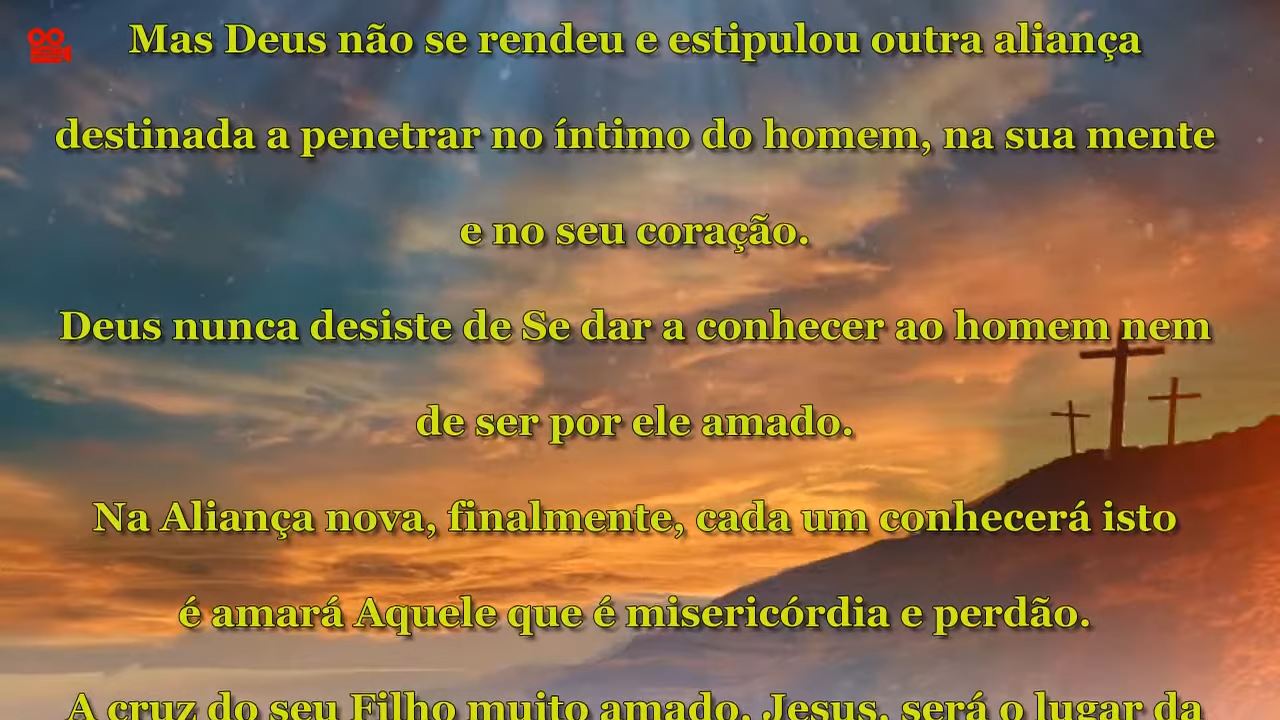 Mas Deus não se rendeu e estipulou outra aliança
destinada a penetrar no íntimo do homem, na sua mente
e no seu coração.
Deus nunca desiste de Se dar a conhecer ao homem nem
de ser por ele amado.
Na Aliança nova, finalmente, cada um conhecerá isto
é amará Aquele que é misericórdia e perdão.
A cruz do seu Filho muito amado, Jesus, será o lugar da